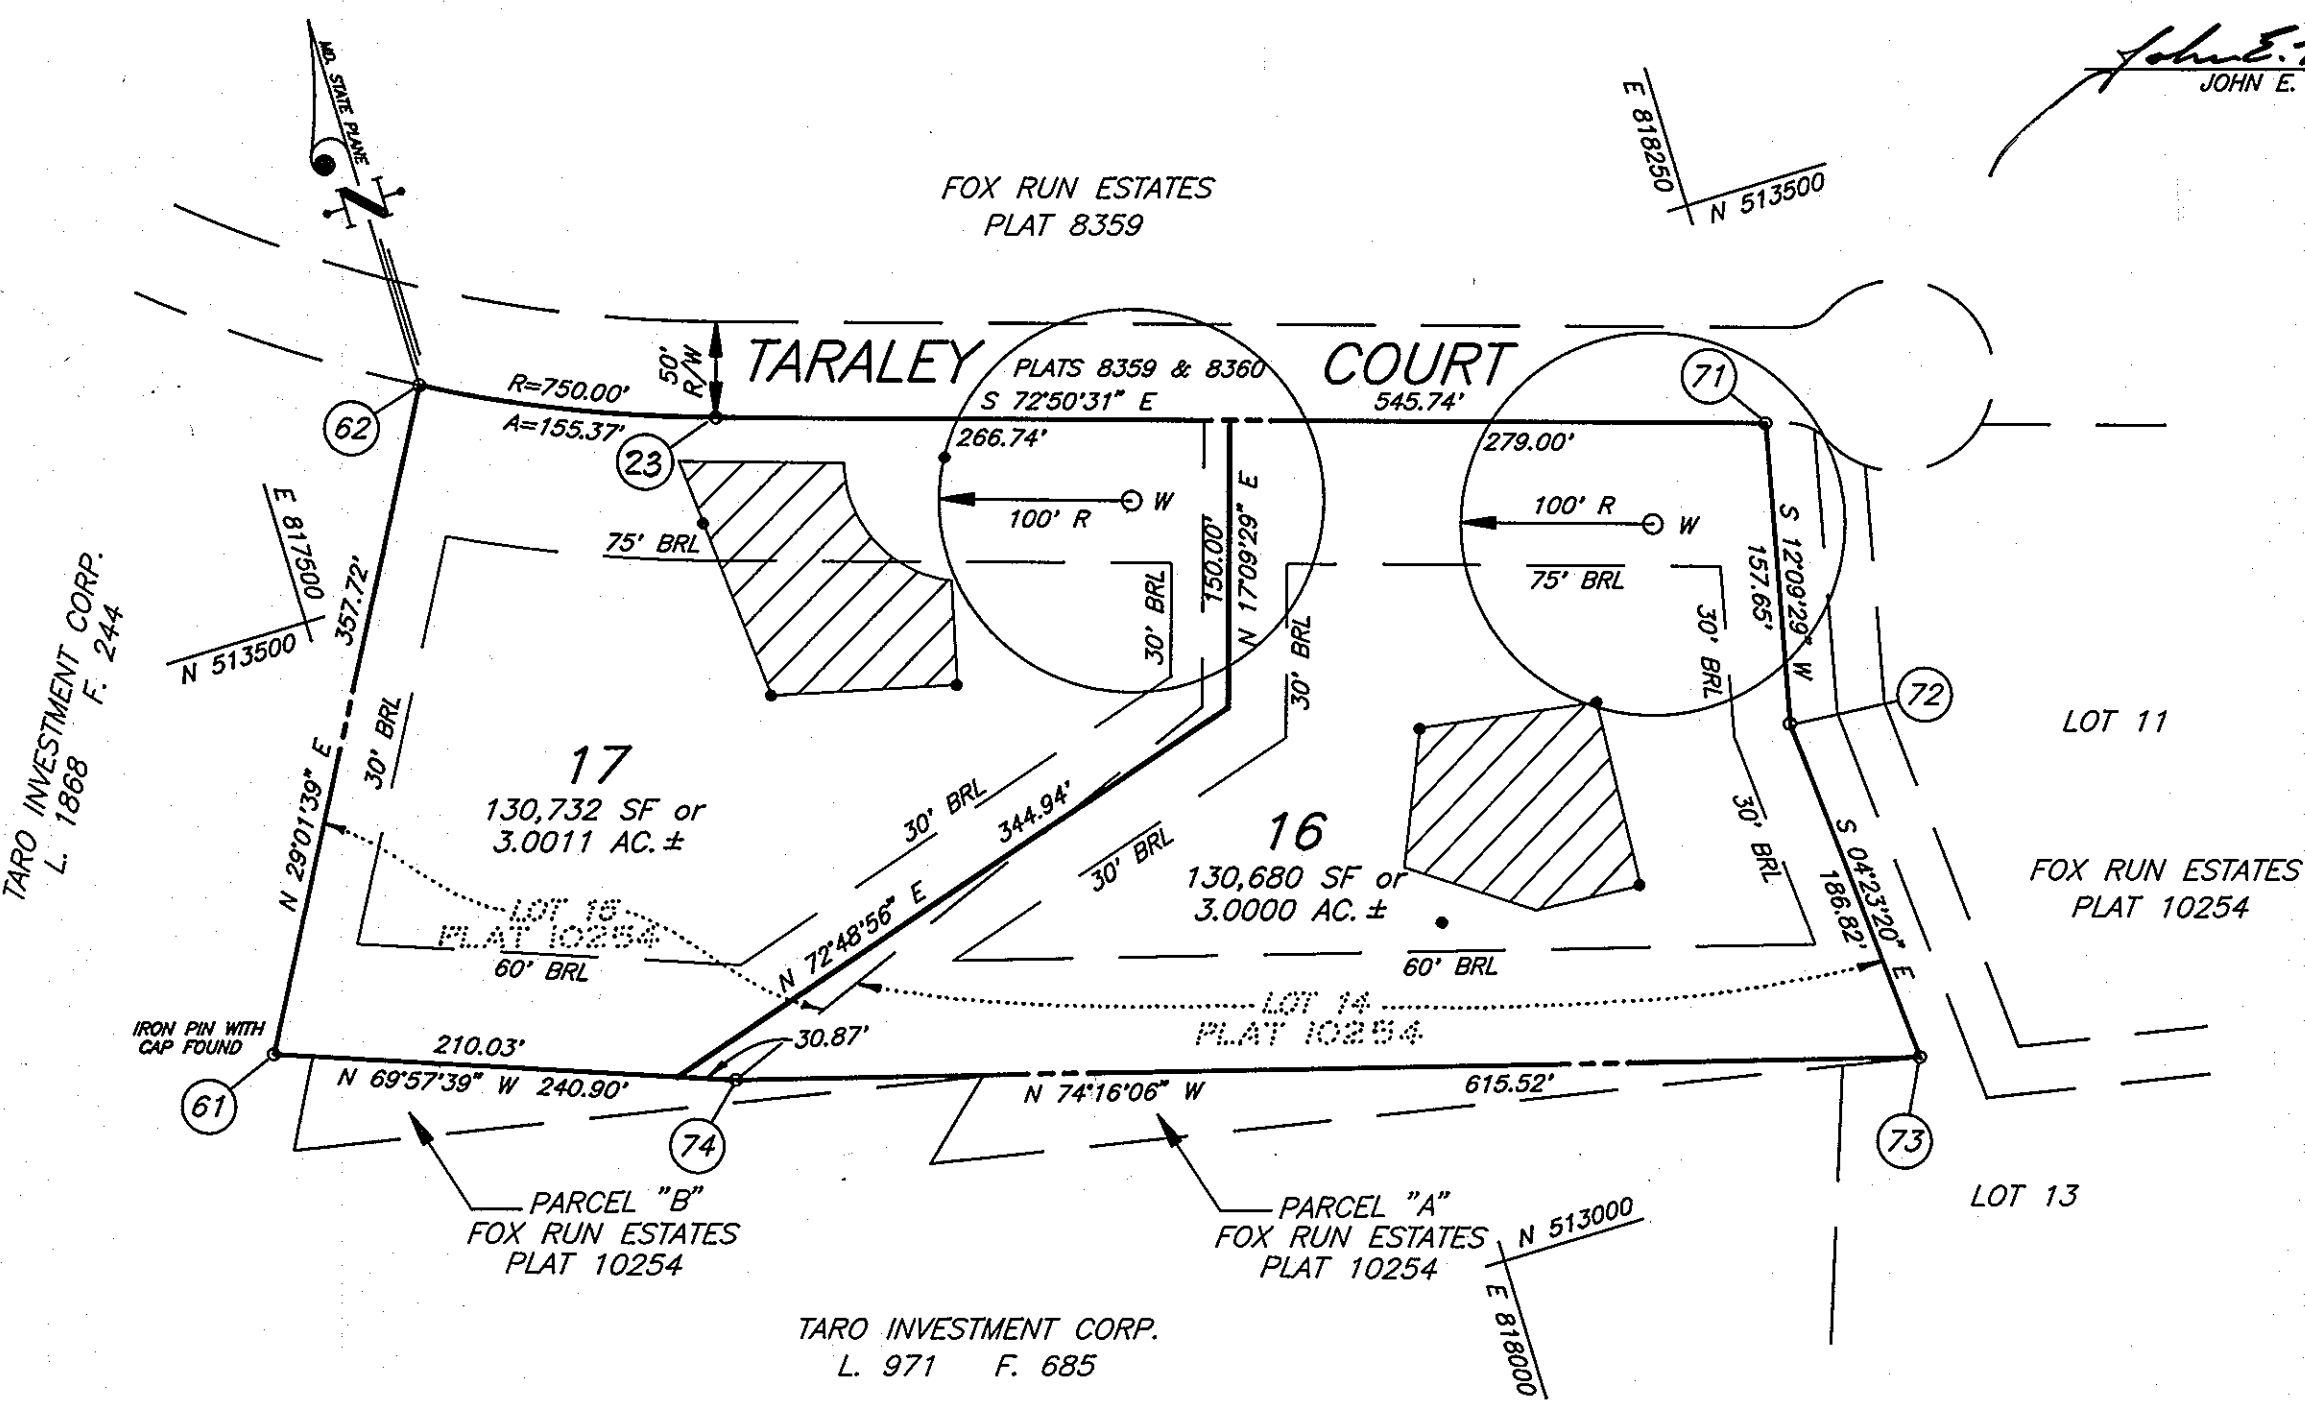 JOHN E.
MD. STATE PLANE
N
FOX RUN ESTATES
PLAT 8359
E 818250
N 513500
50'
R/W
TARALEY COURT
PLATS 8359 & 8360
R=750.00'
A=155.37'
S 72°50'31" E 545.74'
266.74'
279.00'
62
23
71
100' R
W
100' R
W
75' BRL
75' BRL
30' BRL
150.00'
N 17°09'29" E
30' BRL
30' BRL
S 12°09'29" W
157.65'
72
LOT 11
E 817500
N 513500
357.72'
N 29°01'39" E
30' BRL
TARO INVESTMENT CORP.
L. 1868 F. 244
17
130,732 SF or
3.0011 AC.±
30' BRL
344.94'
N 72°48'56" E
30' BRL
16
130,680 SF or
3.0000 AC.±
30' BRL
S 04°23'20" E
186.82'
FOX RUN ESTATES
PLAT 10254
LOT 15
PLAT 10254
60' BRL
60' BRL
LOT 14
PLAT 10254
IRON PIN WITH
CAP FOUND
210.03'
30.87'
N 69°57'39" W 240.90'
N 74°16'06" W 615.52'
61
74
73
PARCEL "B"
FOX RUN ESTATES
PLAT 10254
PARCEL "A"
FOX RUN ESTATES
PLAT 10254
N 513000
E 818000
LOT 13
TARO INVESTMENT CORP.
L. 971 F. 685